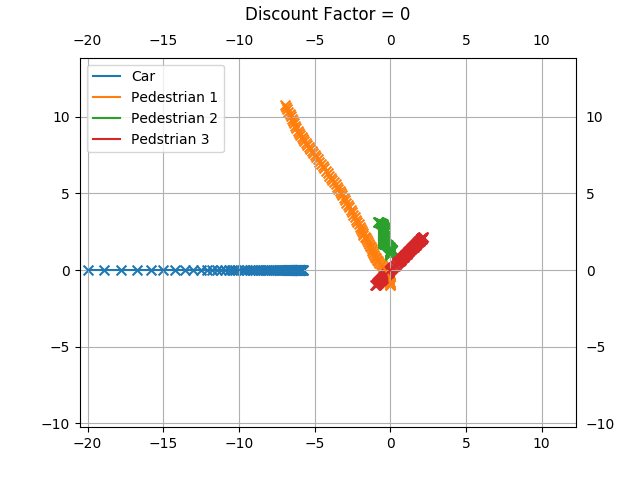 Discount Factor = 0
−20 −15 −10 −5 0 5 10
Car
Pedestrian 1
Pedestrian 2
Pedstrian 3
10 10
5 5
0 0
−5 −5
−10 −10
−20 −15 −10 −5 0 5 10